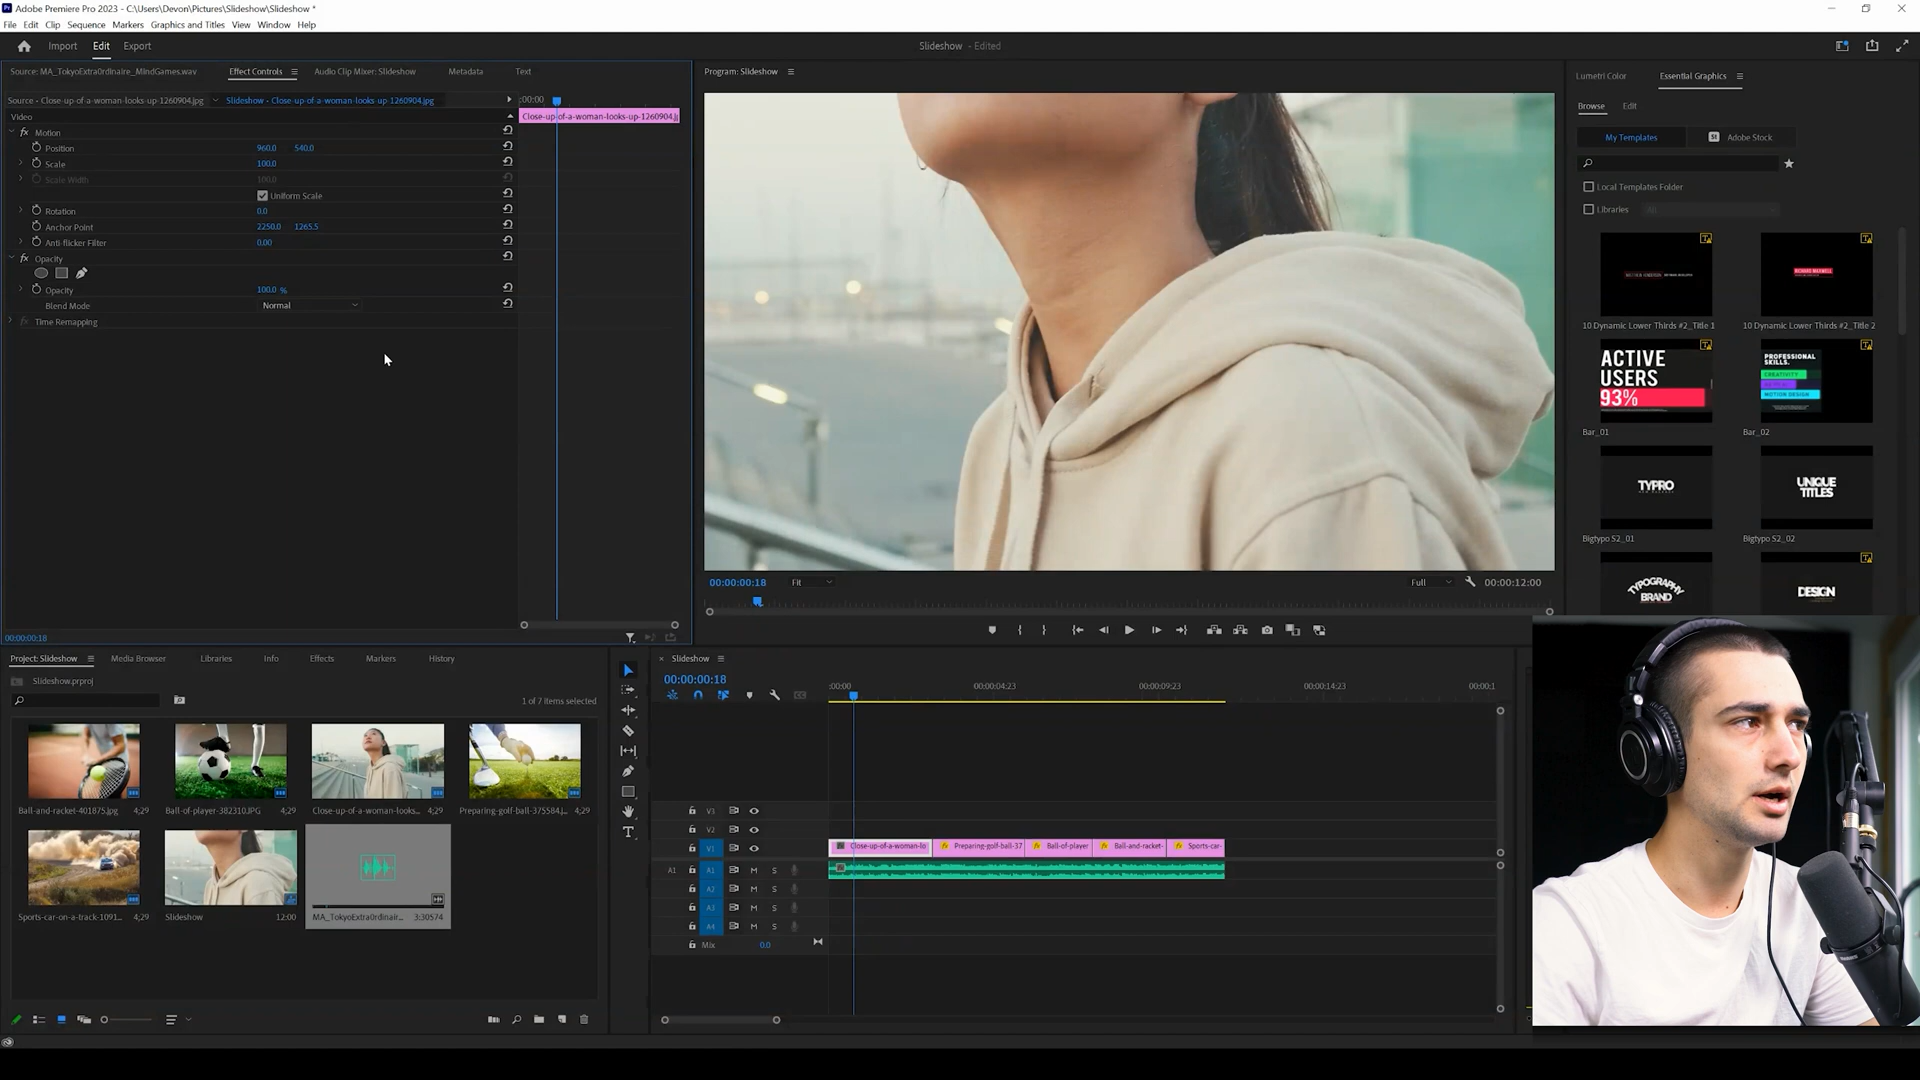 Adobe Premiere Pro 2023 - C:\Users\Devon\Pictures\Slideshow\Slideshow *
File Edit Clip Sequence Markers Graphics and Titles View Window Help
Import Edit Export
Slideshow - Edited
Source: MA_TokyoExtra0rdinaire_MindGames.wav Effect Controls Audio Clip Mixer: Slideshow Metadata Text
Source - Close-up-of-a-woman-looks-up-1260904.jpg Slideshow - Close-up-of-a-woman-looks-up-1260904.jpg
:00:00
Video
Close-up-of-a-woman-looks-up-1260904.j
fx Motion
Position 960.0 540.0
Scale 100.0
Scale Width 100.0
Uniform Scale
Rotation 0.0
Anchor Point 2250.0 1265.5
Anti-flicker Filter 0.00
fx Opacity
Opacity 100.0 %
Blend Mode Normal
Time Remapping
00:00:00:18
Program: Slideshow
00:00:00:18 Fit Full 00:00:12:00
Lumetri Color Essential Graphics
Browse Edit
My Templates St Adobe Stock
Local Templates Folder
Libraries All
10 Dynamic Lower Thirds #2_Title 1
10 Dynamic Lower Thirds #2_Title 2
ACTIVE
USERS
93%
PROFESSIONAL
SKILLS.
CREATIVITY
MOTION DESIGN
Bar_01
Bar_02
TYPRO
UNIQUE
TITLES
Bigtypo S2_01
Bigtypo S2_02
TYPOGRAPHY
BRAND
DESIGN
Project: Slideshow Media Browser Libraries Info Effects Markers History
Slideshow.prproj
1 of 7 items selected
Ball-and-racket-401875.jpg 4;29
Ball-of-player-382310.JPG 4;29
Close-up-of-a-woman-looks... 4;29
Preparing-golf-ball-375584.j... 4;29
Sports-car-on-a-track-1091... 4;29
Slideshow 12:00
MA_TokyoExtra0rdinair... 3:30574
Slideshow
00:00:00:18
:00:00 00:00:04:23 00:00:09:23 00:00:14:23 00:00:1
V3
V2
V1
Close-up-of-a-woman-lo
Preparing-golf-ball-37
Ball-of-player
Ball-and-racket-
Sports-car-
A1 A1 M S
A2 M S
A3 M S
A4 M S
Mix 0.0